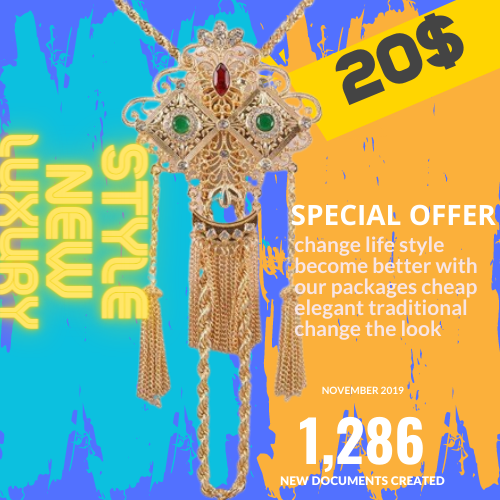 20$
STYLE
NEW
LUXURY
SPECIAL OFFER
change life style
become better with
our packages cheap
elegant traditional
change the look
NOVEMBER 2019
1,286
NEW DOCUMENTS CREATED